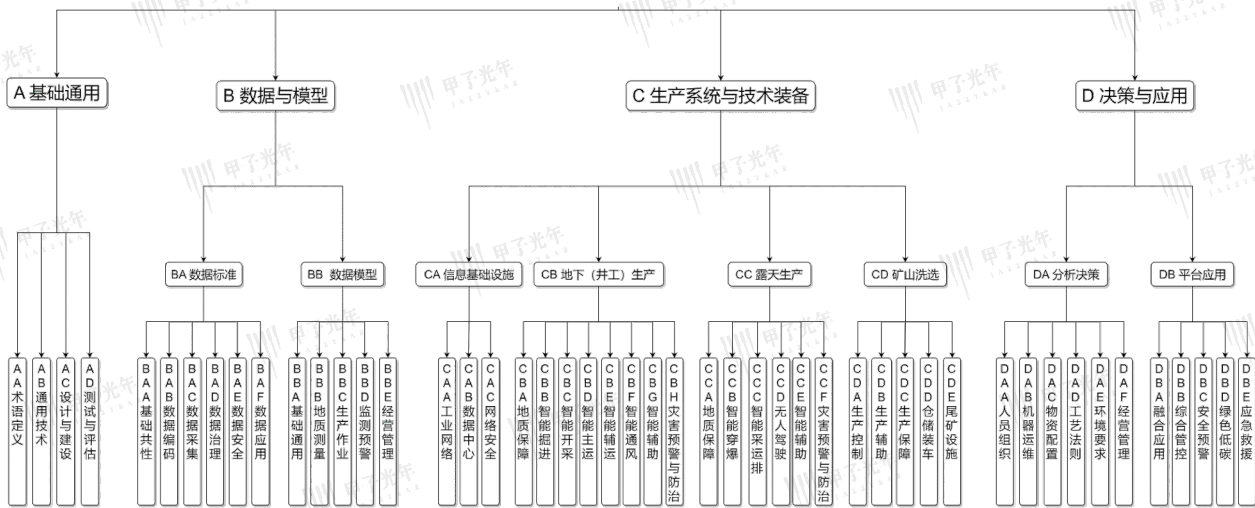 A 基础通用
B 数据与模型
C 生产系统与技术装备
D 决策与应用
BA 数据标准
BB 数据模型
CA 信息基础设施
CB 地下（井工）生产
CC 露天生产
CD 矿山洗选
DA 分析决策
DB 平台应用
AA术语定义
AB通用技术
AC设计与建设
AD测试与评估
BAA基础共性
BAB数据编码
BAC数据采集
BAD数据治理
BAE数据安全
BAF数据应用
BBA基础通用
BBB地质测量
BBC生产作业
BBD监测预警
BBE经营管理
CAA工业网络
CAB数据中心
CAC网络安全
CBA地质保障
CBB智能掘进
CBC智能开采
CBD智能主运
CBE智能辅运
CBF智能通风
CBG智能辅助
CBH灾害预警与防治
CCA地质保障
CCB智能穿爆
CCC智能采运排
CCD无人驾驶
CCE智能辅助
CCF灾害预警与防治
CDA生产控制
CDB生产辅助
CDC生产保障
CDD仓储装车
CDE尾矿设施
DAA人员组织
DAB机器运维
DAC物资配置
DAD工艺法则
DAE环境要求
DAF经营管理
DBA融合应用
DBB综合管控
DBC安全预警
DBD绿色低碳
DBE应急救援
甲子光年
JAZZYEAR